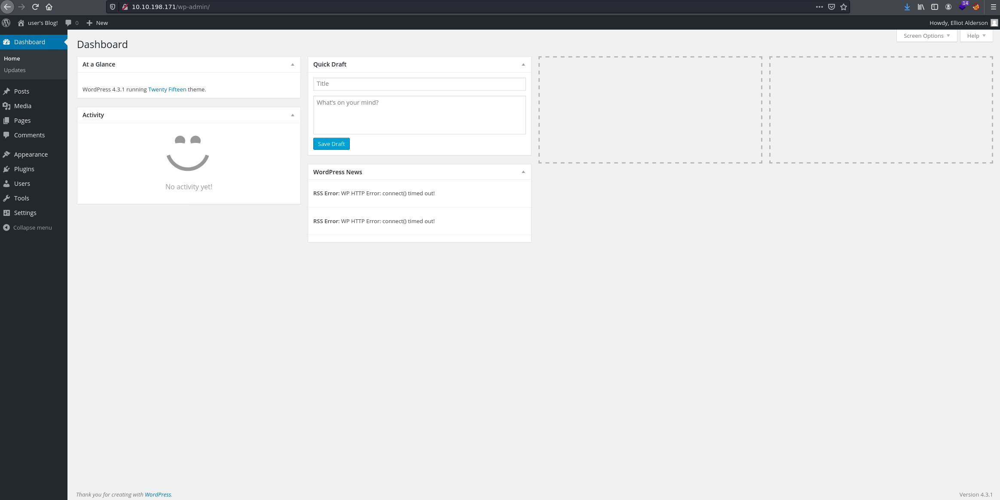 10.10.198.171/wp-admin/
14
user's Blog! 0 New
Howdy, Elliot Alderson
Dashboard
Home
Updates
Posts
Media
Pages
Comments
Appearance
Plugins
Users
Tools
Settings
Collapse menu
Screen Options
Help
Dashboard
At a Glance
WordPress 4.3.1 running Twenty Fifteen theme.
Activity
No activity yet!
Quick Draft
Title
What's on your mind?
Save Draft
WordPress News
RSS Error: WP HTTP Error: connect() timed out!
RSS Error: WP HTTP Error: connect() timed out!
Thank you for creating with WordPress.
Version 4.3.1